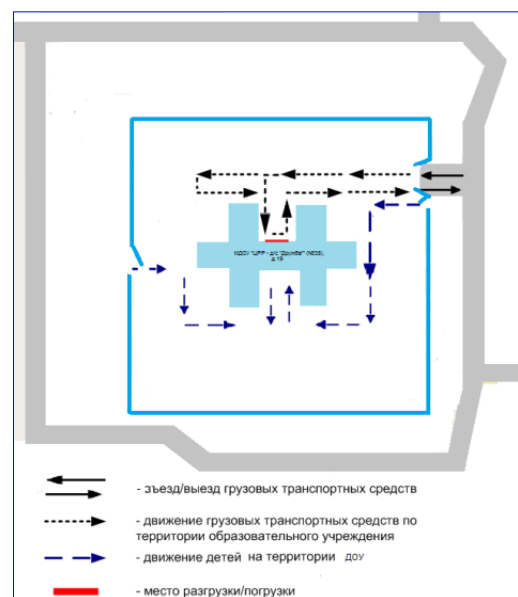 МДОУ "ЦРР - д/с "Дружба" (№38),
д.19
- зъезд/выезд грузовых транспортных средств
- движение грузовых транспортных средств по
территории образовательного учреждения
- движение детей на территории ДОУ
- место разгрузки/погрузки